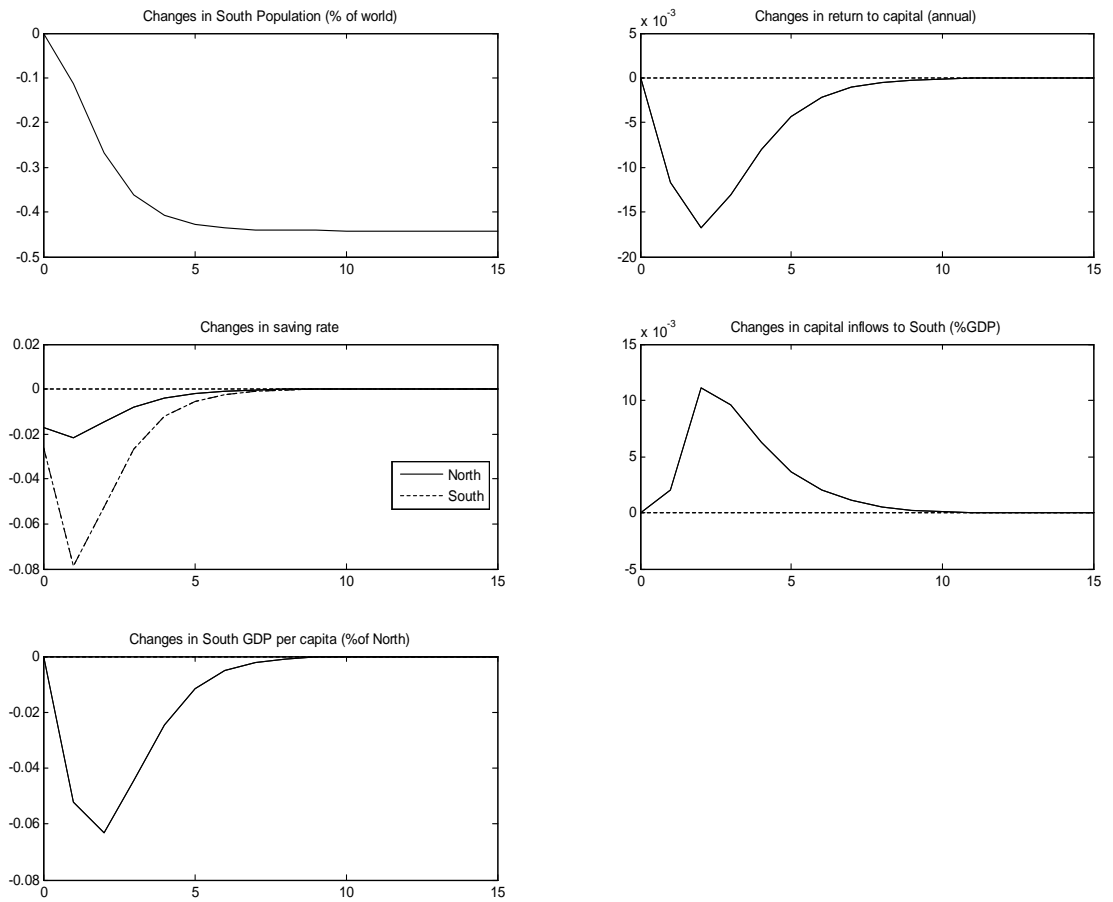 Changes in South Population (% of world)
0
-0.1
-0.2
-0.3
-0.4
-0.5
0 5 10 15
Changes in return to capital (annual)
x 10-3
5
0
-5
-10
-15
-20
0 5 10 15
Changes in saving rate
0.02
0
-0.02
-0.04
-0.06
-0.08
North
South
0 5 10 15
Changes in capital inflows to South (%GDP)
x 10-3
15
10
5
0
-5
0 5 10 15
Changes in South GDP per capita (%of North)
0
-0.02
-0.04
-0.06
-0.08
0 5 10 15